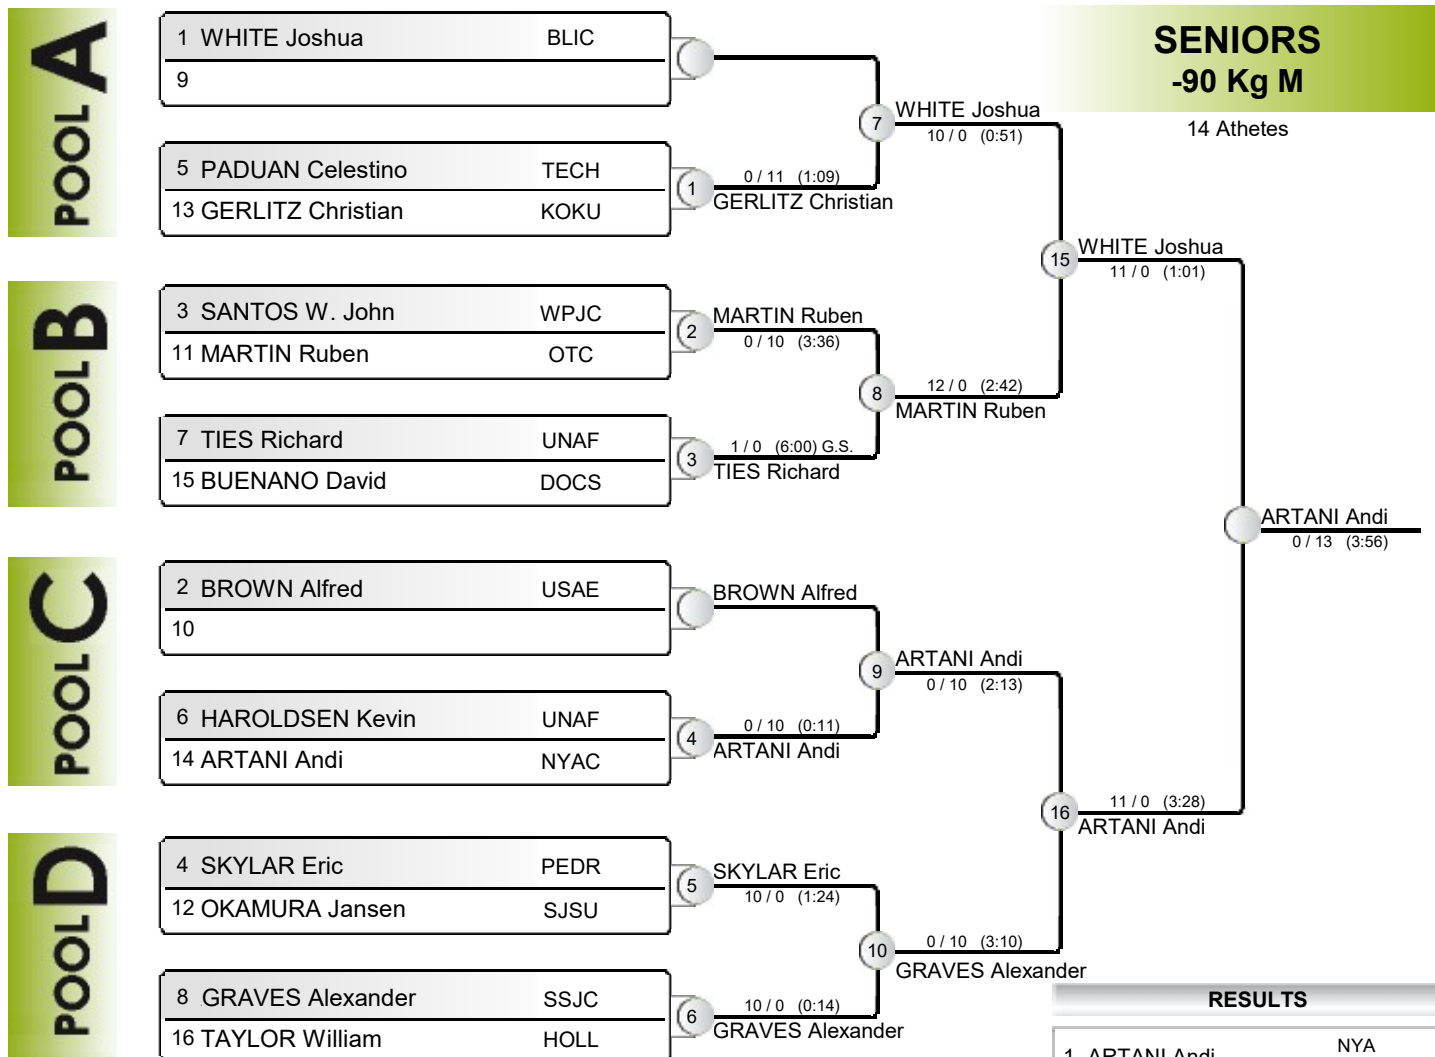 POOL A
1 WHITE Joshua BLIC
9
5 PADUAN Celestino TECH
13 GERLITZ Christian KOKU
1
0 / 11 (1:09)
GERLITZ Christian
7
WHITE Joshua
10 / 0 (0:51)
SENIORS
-90 Kg M
14 Athetes
POOL B
3 SANTOS W. John WPJC
11 MARTIN Ruben OTC
2
MARTIN Ruben
0 / 10 (3:36)
7 TIES Richard UNAF
15 BUENANO David DOCS
3
1 / 0 (6:00) G.S.
TIES Richard
8
12 / 0 (2:42)
MARTIN Ruben
15
WHITE Joshua
11 / 0 (1:01)
ARTANI Andi
0 / 13 (3:56)
POOL C
2 BROWN Alfred USAE
10
BROWN Alfred
6 HAROLDSEN Kevin UNAF
14 ARTANI Andi NYAC
4
0 / 10 (0:11)
ARTANI Andi
9
ARTANI Andi
0 / 10 (2:13)
16
11 / 0 (3:28)
ARTANI Andi
POOL D
4 SKYLAR Eric PEDR
12 OKAMURA Jansen SJSU
5
SKYLAR Eric
10 / 0 (1:24)
8 GRAVES Alexander SSJC
16 TAYLOR William HOLL
6
10 / 0 (0:14)
GRAVES Alexander
10
0 / 10 (3:10)
GRAVES Alexander
RESULTS
1 ARTANI Andi NYA